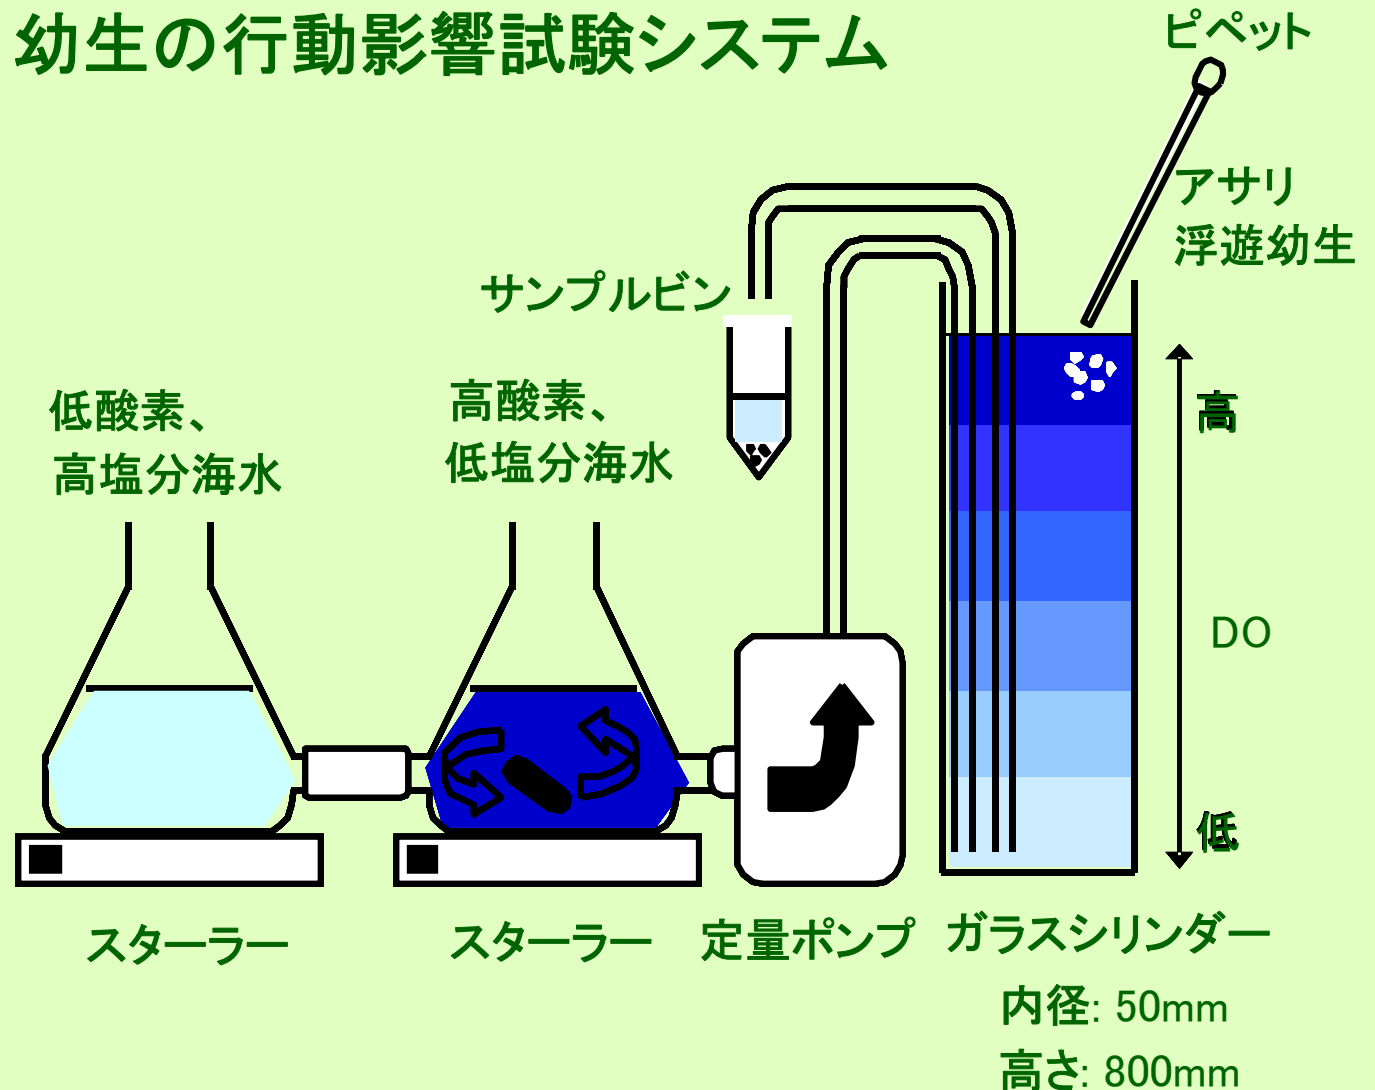 幼生の行動影響試験システム
ピペット
アサリ
浮遊幼生
サンプルビン
低酸素、
高塩分海水
高酸素、
低塩分海水
高
DO
低
スターラー
スターラー
定量ポンプ
ガラスシリンダー
内径: 50mm
高さ: 800mm